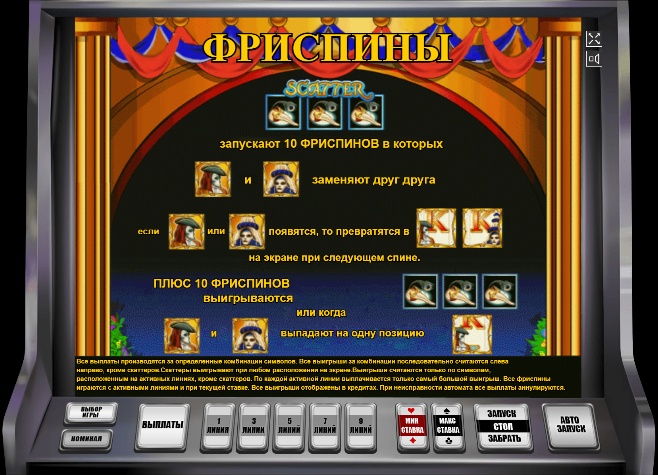 ФРИСПИНЫ
SCATTER
запускают 10 ФРИСПИНОВ в которых
и заменяют друг друга
если или появятся, то превратятся в К К
на экране при следующем спине.
ПЛЮС 10 ФРИСПИНОВ
выигрываются
или когда
К
и выпадают на одну позицию
Все выплаты производятся за определенные комбинации символов. Все выигрыши за комбинации последовательно считаются слева
направо, кроме скаттеров.Скеттеры выигрывают при любом расположения на экране.Выигрыши считаются только по символам,
расположенным на активных линиях, кроме скаттеров. По каждой активной линии выплачивается только самый большой выигрыш. Все фриспины
играются с активными линиями и при текущей ставке. Все выигрыши отображены в кредитах. При неисправности автомата все выплаты аннулируются.
ВЫБОР
ИГРЫ
НОМИНАЛ
ВЫПЛАТЫ
1
ЛИНИЯ
3
ЛИНИИ
5
ЛИНИЙ
7
ЛИНИЙ
9
ЛИНИЙ
МИН
СТАВКА
МАКС
СТАВКА
ЗАПУСК
СТОП
ЗАБРАТЬ
АВТО
ЗАПУСК